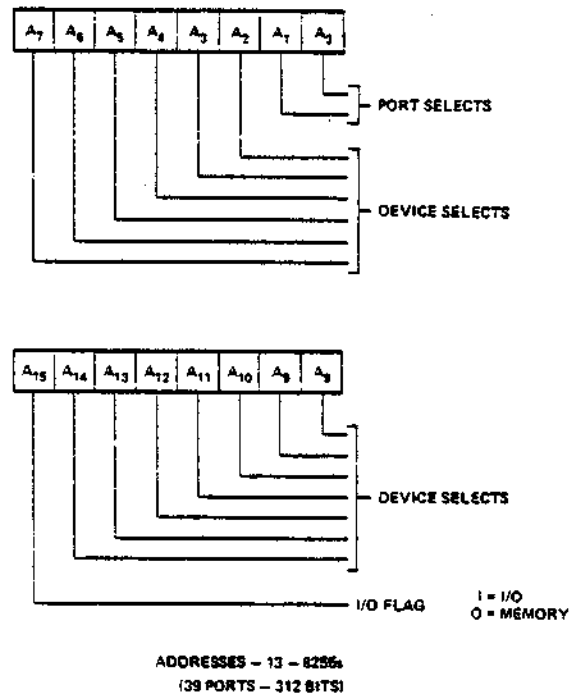 A7 A6 A5 A4 A3 A2 A1 A0
PORT SELECTS
DEVICE SELECTS
A15 A14 A13 A12 A11 A10 A9 A8
DEVICE SELECTS
I/O FLAG
1 = I/O
0 = MEMORY
ADDRESSES – 13 – 8255s
(39 PORTS – 312 BITS)